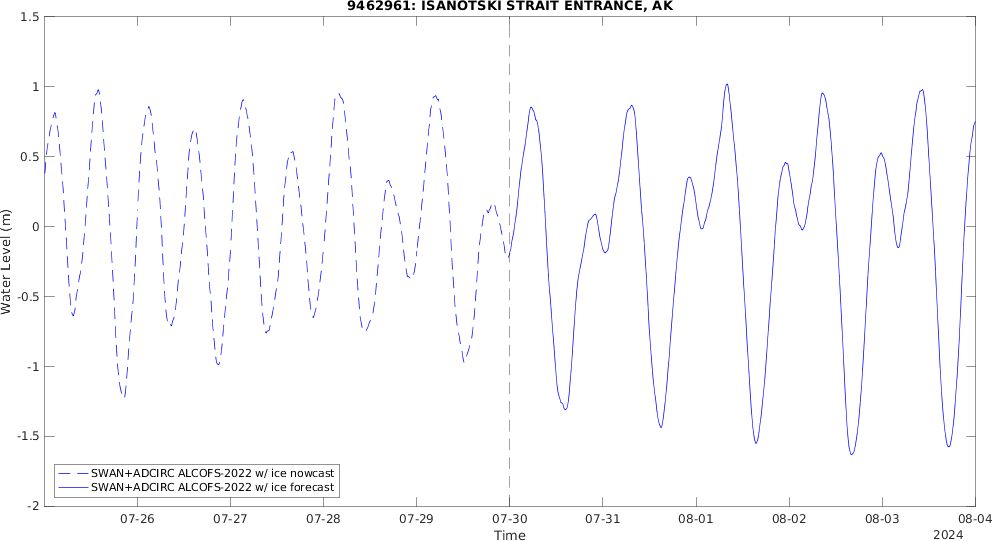 9462961: ISANOTSKI STRAIT ENTRANCE, AK
1.5
1
0.5
0
-0.5
-1
-1.5
-2
Water Level (m)
SWAN+ADCIRC ALCOFS-2022 w/ ice nowcast
SWAN+ADCIRC ALCOFS-2022 w/ ice forecast
07-26 07-27 07-28 07-29 07-30 07-31 08-01 08-02 08-03 08-04
Time
2024